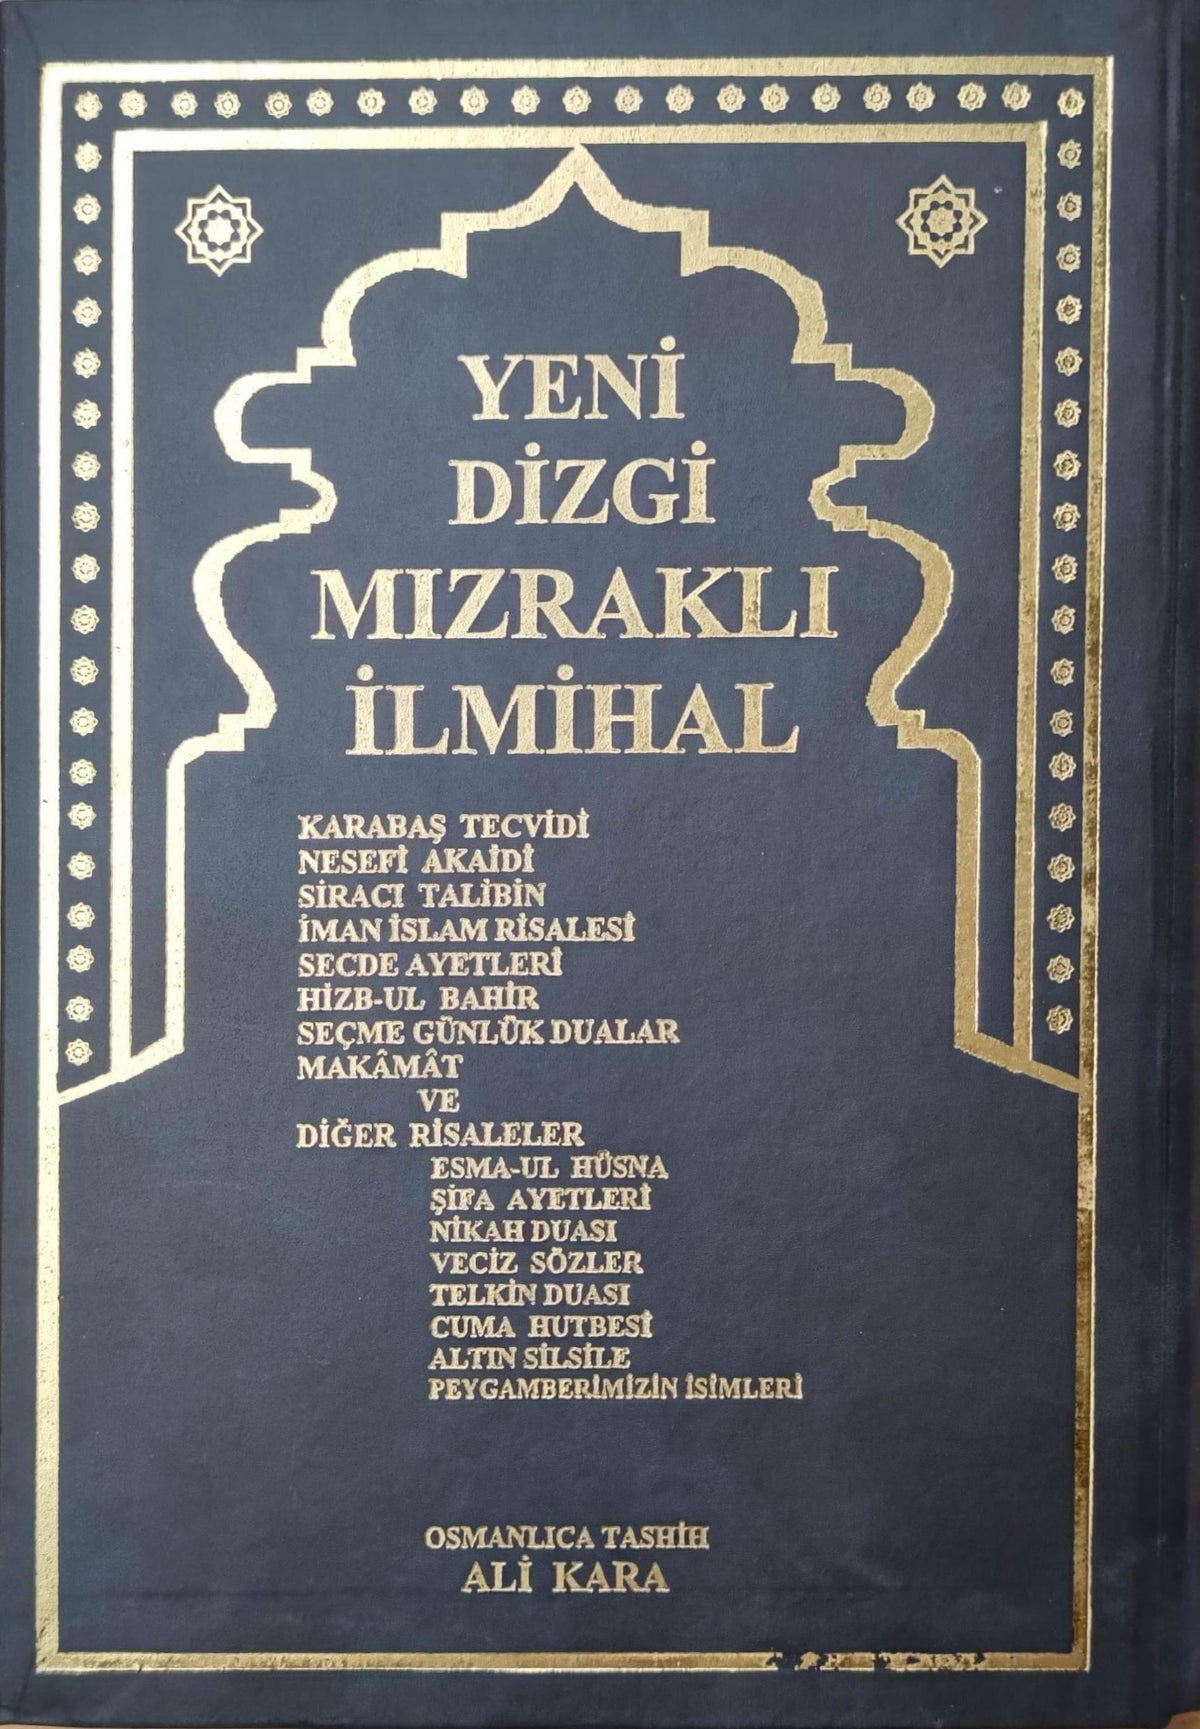 YENİ
DİZGİ
MIZRAKLI
İLMİHAL
KARABAŞ TECVİDİ
NESEFİ AKAİDİ
SİRACI TALİBİN
İMAN İSLAM RİSALESİ
SECDE AYETLERİ
HİZB-UL BAHİR
SEÇME GÜNLÜK DUALAR
MAKÂMÂT
VE
DİĞER RİSALELER
ESMA-UL HÜSNA
ŞİFA AYETLERİ
NİKAH DUASI
VECİZ SÖZLER
TELKİN DUASI
CUMA HUTBESİ
ALTIN SİLSİLE
PEYGAMBERİMİZİN İSİMLERİ
OSMANLICA TASHİH
ALİ KARA